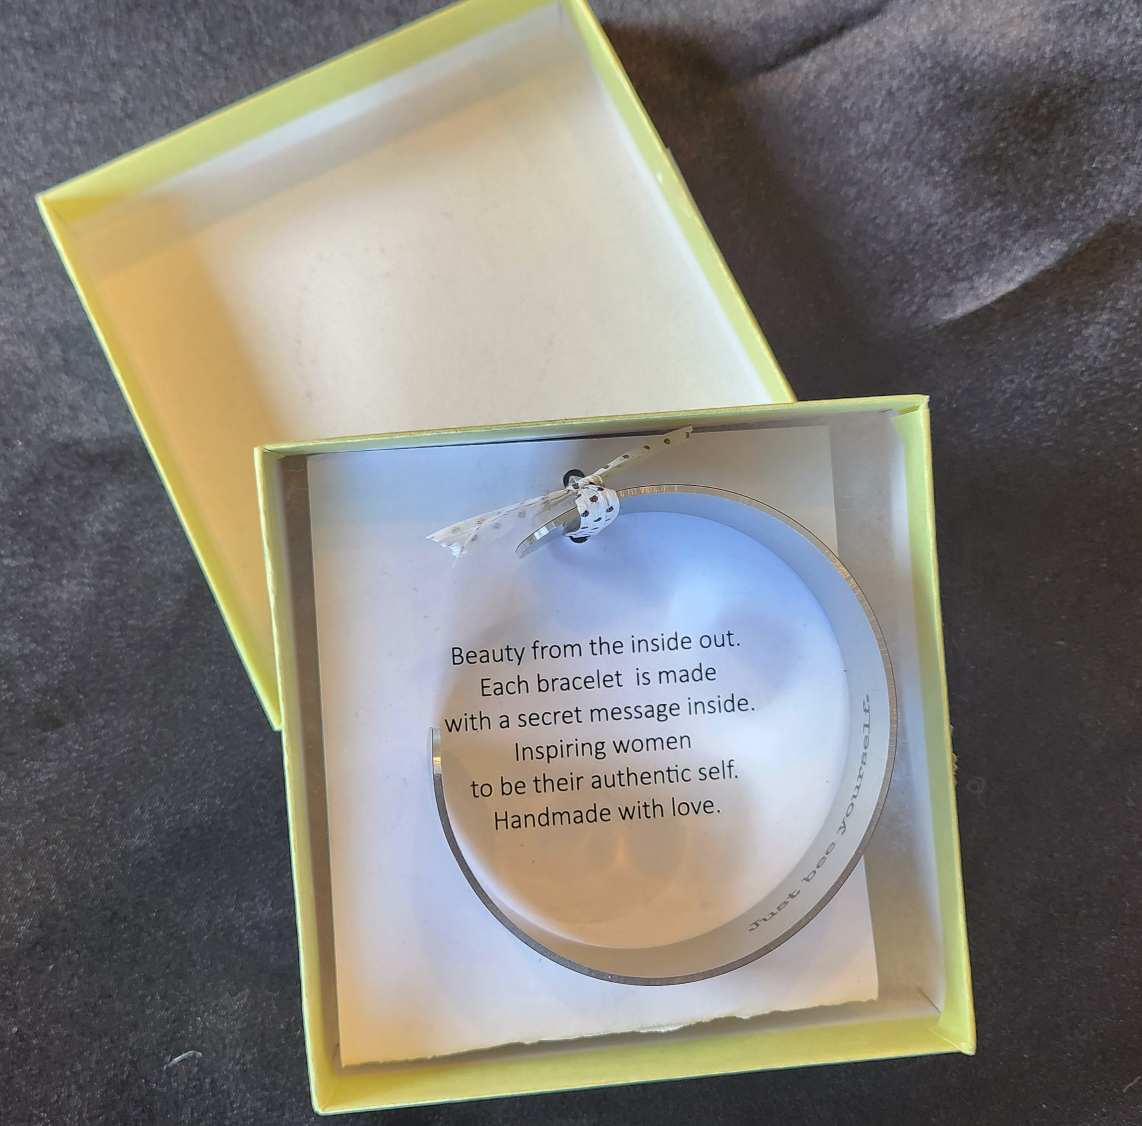 Beauty from the inside out.
Each bracelet is made
with a secret message inside.
Inspiring women
to be their authentic self.
Handmade with love.
Just bee yourself.